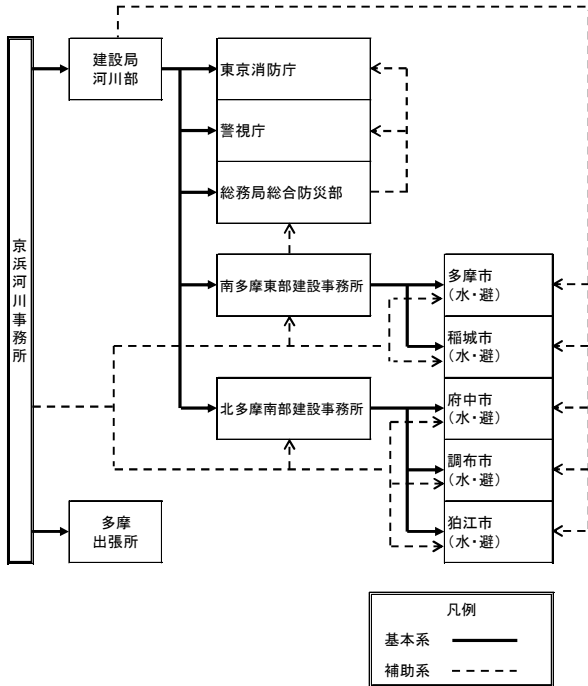 京浜河川事務所
建設局
河川部
東京消防庁
警視庁
総務局総合防災部
南多摩東部建設事務所
北多摩南部建設事務所
多摩市
（水・避）
稲城市
（水・避）
府中市
（水・避）
調布市
（水・避）
狛江市
（水・避）
多摩
出張所
凡例
基本系
補助系